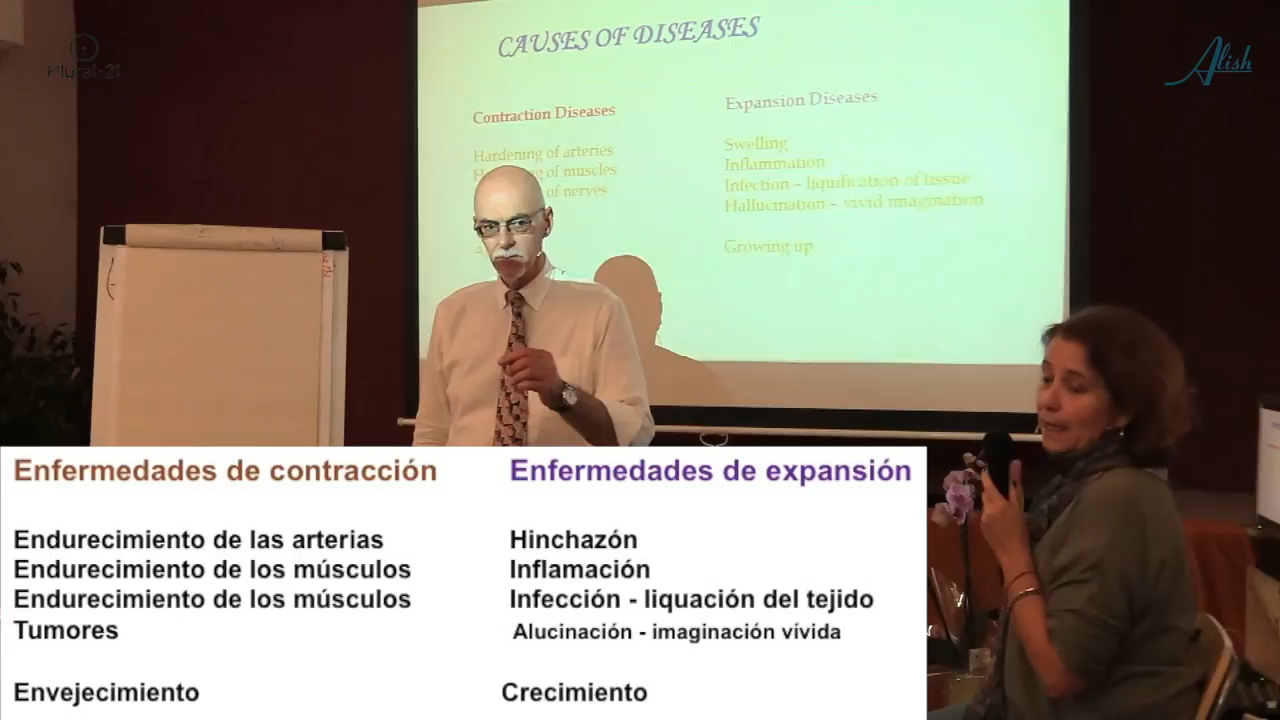 Plural-21
Alish
CAUSES OF DISEASES
Contraction Diseases
Hardening of arteries
of muscles
of nerves
Expansion Diseases
Swelling
Inflammation
Infection – liquification of tissue
Hallucination – vivid imagination
Growing up
Enfermedades de contracción
Endurecimiento de las arterias
Endurecimiento de los músculos
Endurecimiento de los músculos
Tumores
Envejecimiento
Enfermedades de expansión
Hinchazón
Inflamación
Infección - liquación del tejido
Alucinación - imaginación vívida
Crecimiento